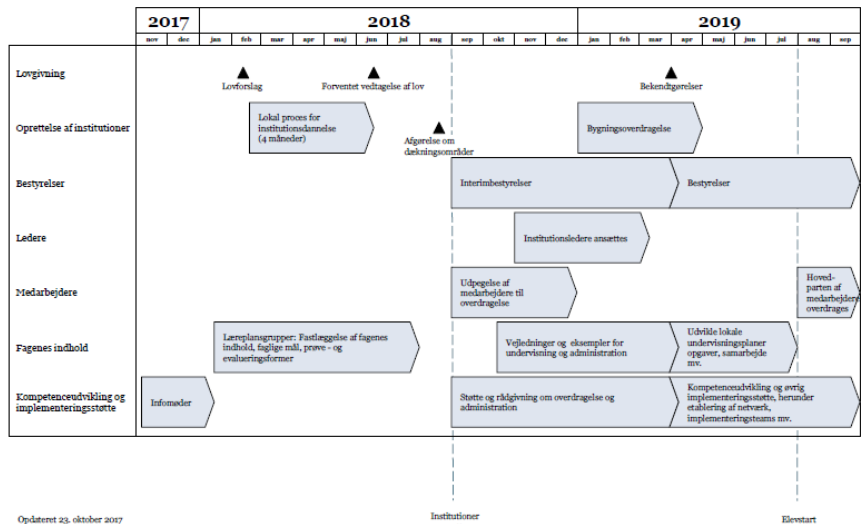 2017 2018 2019
nov dec jan feb mar apr maj jun jul aug sep okt nov dec jan feb mar apr maj jun jul aug sep
Lovgivning
Lovforslag
Forventet vedtagelse af lov
Bekendtgørelser
Oprettelse af institutioner
Lokal proces for
institutionsdannelse
(4 måneder)
Afgørelse om
dækningsområder
Bygningsoverdragelse
Bestyrelser
Interimbestyrelser
Bestyrelser
Ledere
Institutionsledere ansættes
Medarbejdere
Udpegelse af
medarbejdere til
overdragelse
Hoved-
parten af
medarbejdere
overdrages
Fagenes indhold
Læreplansgrupper: Fastlæggelse af fagenes
indhold, faglige mål, prøve - og
evalueringsformer
Vejledninger og eksempler for
undervisning og administration
Udvikle lokale
undervisningsplaner
opgaver, samarbejde
mv.
Kompetenceudvikling og
implementeringsstøtte
Infomøder
Støtte og rådgivning om overdragelse og
administration
Kompetenceudvikling og øvrig
implementeringsstøtte, herunder
etablering af netværk,
implementeringsteams mv.
Opdateret 23. oktober 2017
Institutioner
Elevstart